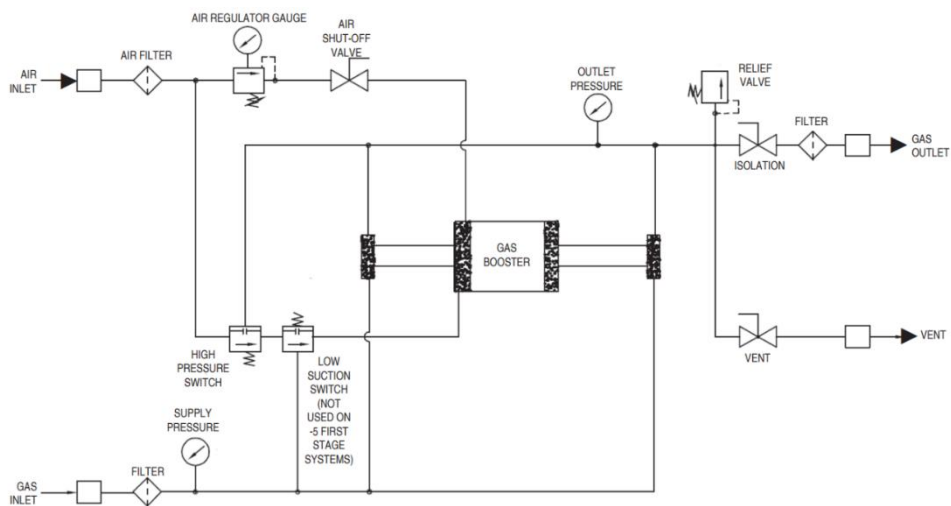 AIR REGULATOR GAUGE
AIR
SHUT-OFF
VALVE
AIR FILTER
AIR
INLET
OUTLET
PRESSURE
RELIEF
VALVE
FILTER
GAS
OUTLET
ISOLATION
GAS
BOOSTER
HIGH
PRESSURE
SWITCH
LOW
SUCTION
SWITCH
(NOT
USED ON
-5 FIRST
STAGE
SYSTEMS)
VENT
VENT
SUPPLY
PRESSURE
FILTER
GAS
INLET